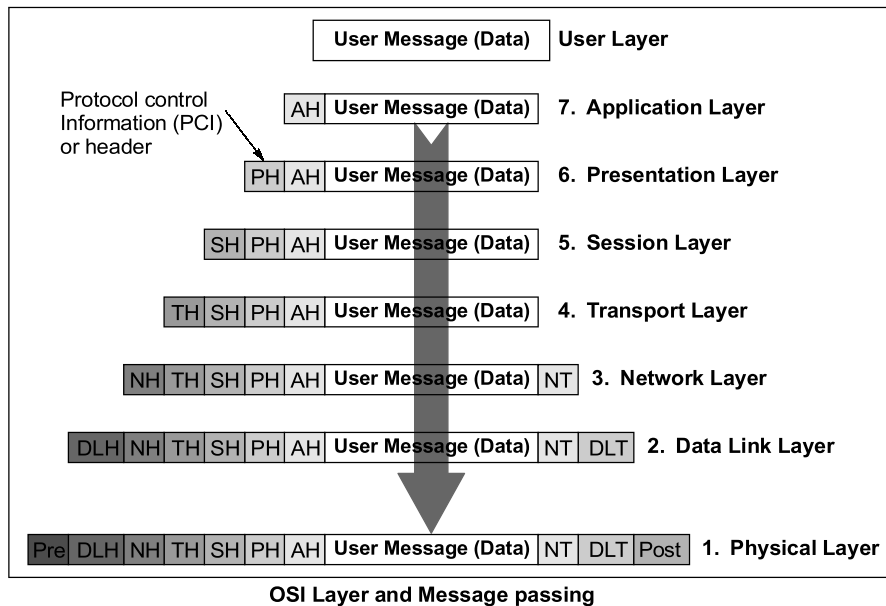 User Message (Data) User Layer
Protocol control
Information (PCI)
or header
AH User Message (Data) 7. Application Layer
PH AH User Message (Data) 6. Presentation Layer
SH PH AH User Message (Data) 5. Session Layer
TH SH PH AH User Message (Data) 4. Transport Layer
NH TH SH PH AH User Message (Data) NT 3. Network Layer
DLH NH TH SH PH AH User Message (Data) NT DLT 2. Data Link Layer
Pre DLH NH TH SH PH AH User Message (Data) NT DLT Post 1. Physical Layer
OSI Layer and Message passing